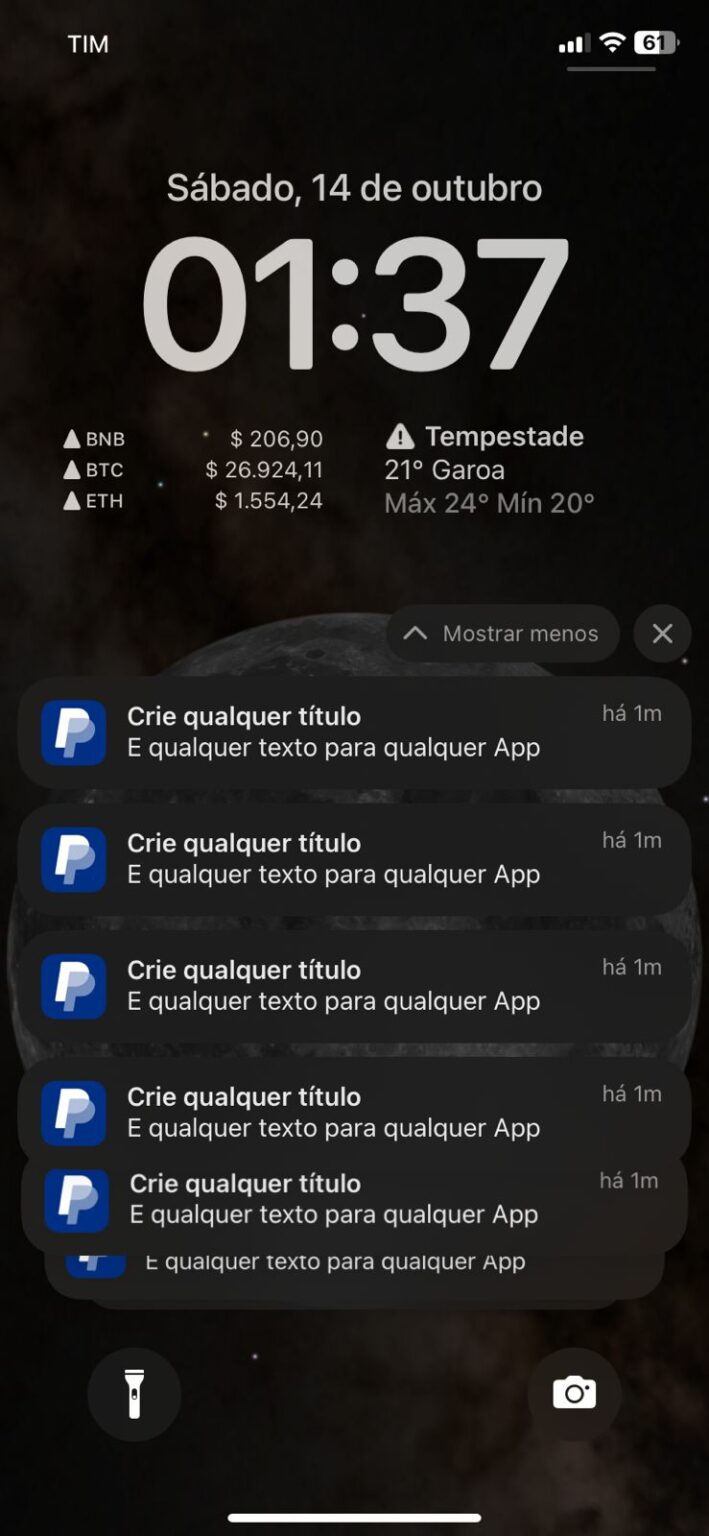 TIM
61
Sábado, 14 de outubro
01:37
BNB $ 206,90
BTC $ 26.924,11
ETH $ 1.554,24
Tempestade
21° Garoa
Máx 24° Mín 20°
Mostrar menos
Crie qualquer título há 1m
E qualquer texto para qualquer App
Crie qualquer título há 1m
E qualquer texto para qualquer App
Crie qualquer título há 1m
E qualquer texto para qualquer App
Crie qualquer título há 1m
E qualquer texto para qualquer App
Crie qualquer título há 1m
E qualquer texto para qualquer App
E qualquer texto para qualquer App